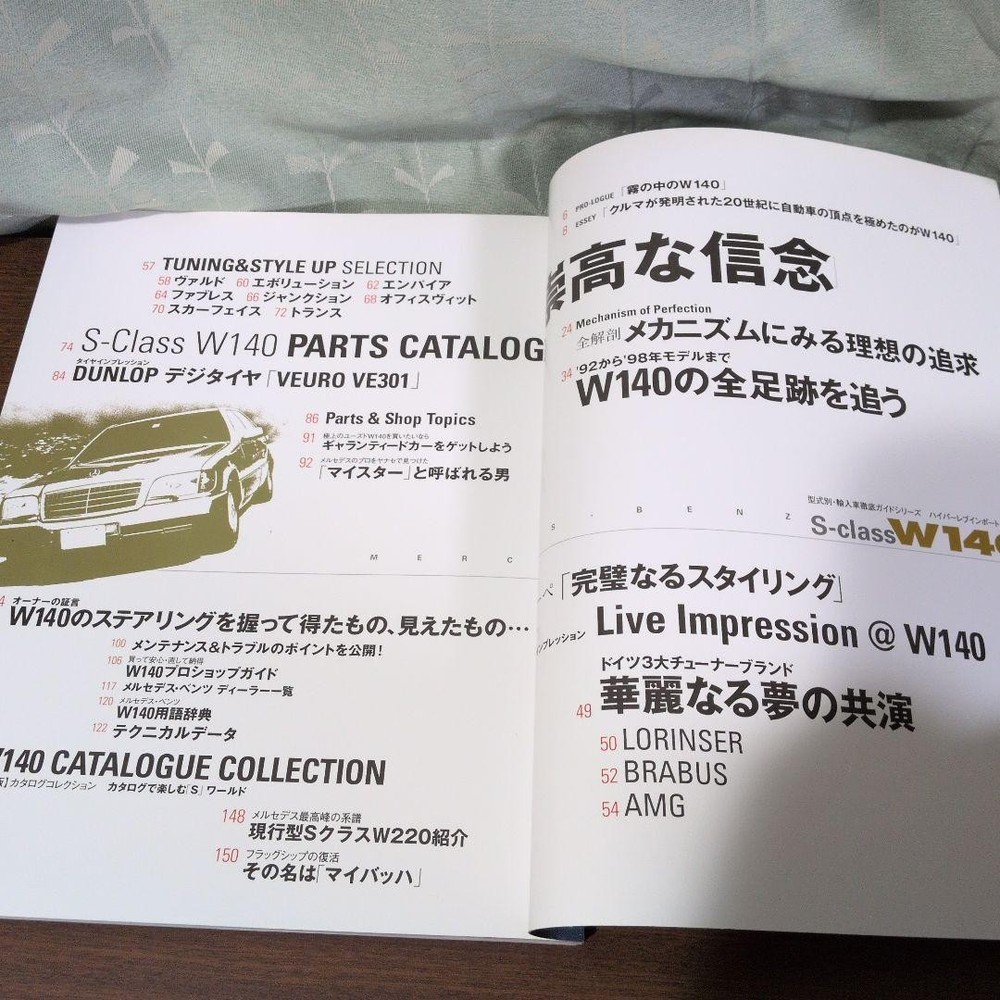 57 TUNING&STYLE UP SELECTION
58 ヴァルド 60 エボリューション 62 エンパイア
64 ファブレス 66 ジャンクション 68 オフィスヴィット
70 スカーフェイス 72 トランス
74 S-Class W140 PARTS CATALOG
タイヤインプレッション
84 DUNLOP デジタイヤ「VEURO VE301」
86 Parts & Shop Topics
極上のユーズドW140を買いたいなら
91 ギャランティードカーをゲットしよう
メルセデスのプロをヤナセで見つけた
92 「マイスター」と呼ばれる男
M E R C
4 オーナーの証言
W140のステアリングを握って得たもの、見えたもの…
100 メンテナンス&トラブルのポイントを公開!
106 買って安心・直して納得
W140プロショップガイド
117 メルセデス・ベンツ ディーラー一覧
120 メルセデス・ベンツ
W140用語辞典
122 テクニカルデータ
W140 CATALOGUE COLLECTION
版】カタログコレクション カタログで楽しむ「S」ワールド
148 メルセデス最高峰の系譜
現行型SクラスW220紹介
150 フラッグシップの復活
その名は「マイバッハ」
6 PRO-LOGUE 「霧の中のW140」
8 ESSEY 「クルマが発明された20世紀に自動車の頂点を極めたのがW140」
崇高な信念
24 Mechanism of Perfection
全解剖 メカニズムにみる理想の追求
34 '92から'98年モデルまで
W140の全足跡を追う
型式別・輸入車徹底ガイドシリーズ ハイパーレブインポート
S - B E N Z
S-class W140
ーペ「完璧なるスタイリング」
インプレッション Live Impression @ W140
ドイツ3大チューナーブランド
49 華麗なる夢の共演
50 LORINSER
52 BRABUS
54 AMG